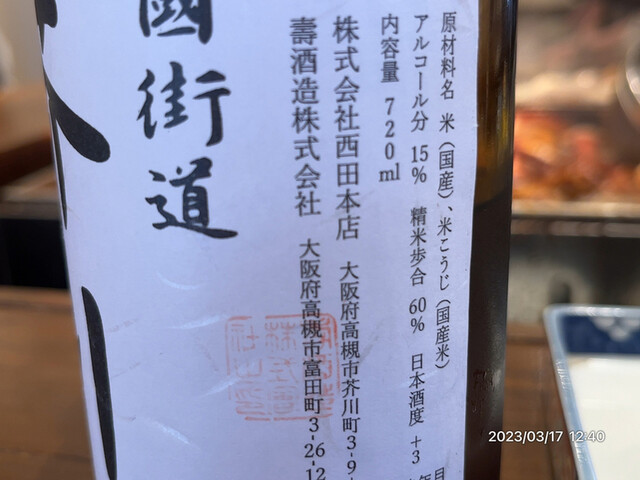 原材料名 米(国産)、米こうじ(国産米)
アルコール分 15% 精米歩合 60% 日本酒度 +3
内容量 720ml
株式会社西田本店 大阪府高槻市芥川町3-9-
壽酒造株式会社 大阪府高槻市富田町3-26-1
國街道
2023/03/17 12:40